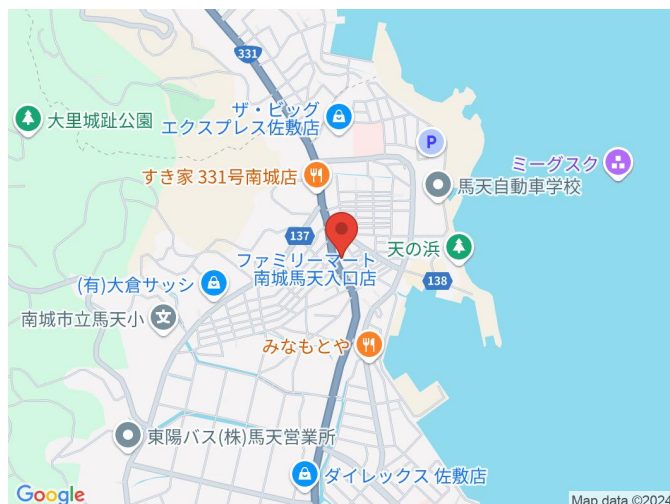 331
ザ・ビッグ
エクスプレス佐敷店
大里城趾公園
P
ミーグスク
すき家 331号南城店
馬天自動車学校
137
天の浜
ファミリーマート
南城馬天入口店
138
(有)大倉サッシ
南城市立馬天小
文
みなもとや
東陽バス(株)馬天営業所
ダイレックス 佐敷店
Google
Map data ©2024